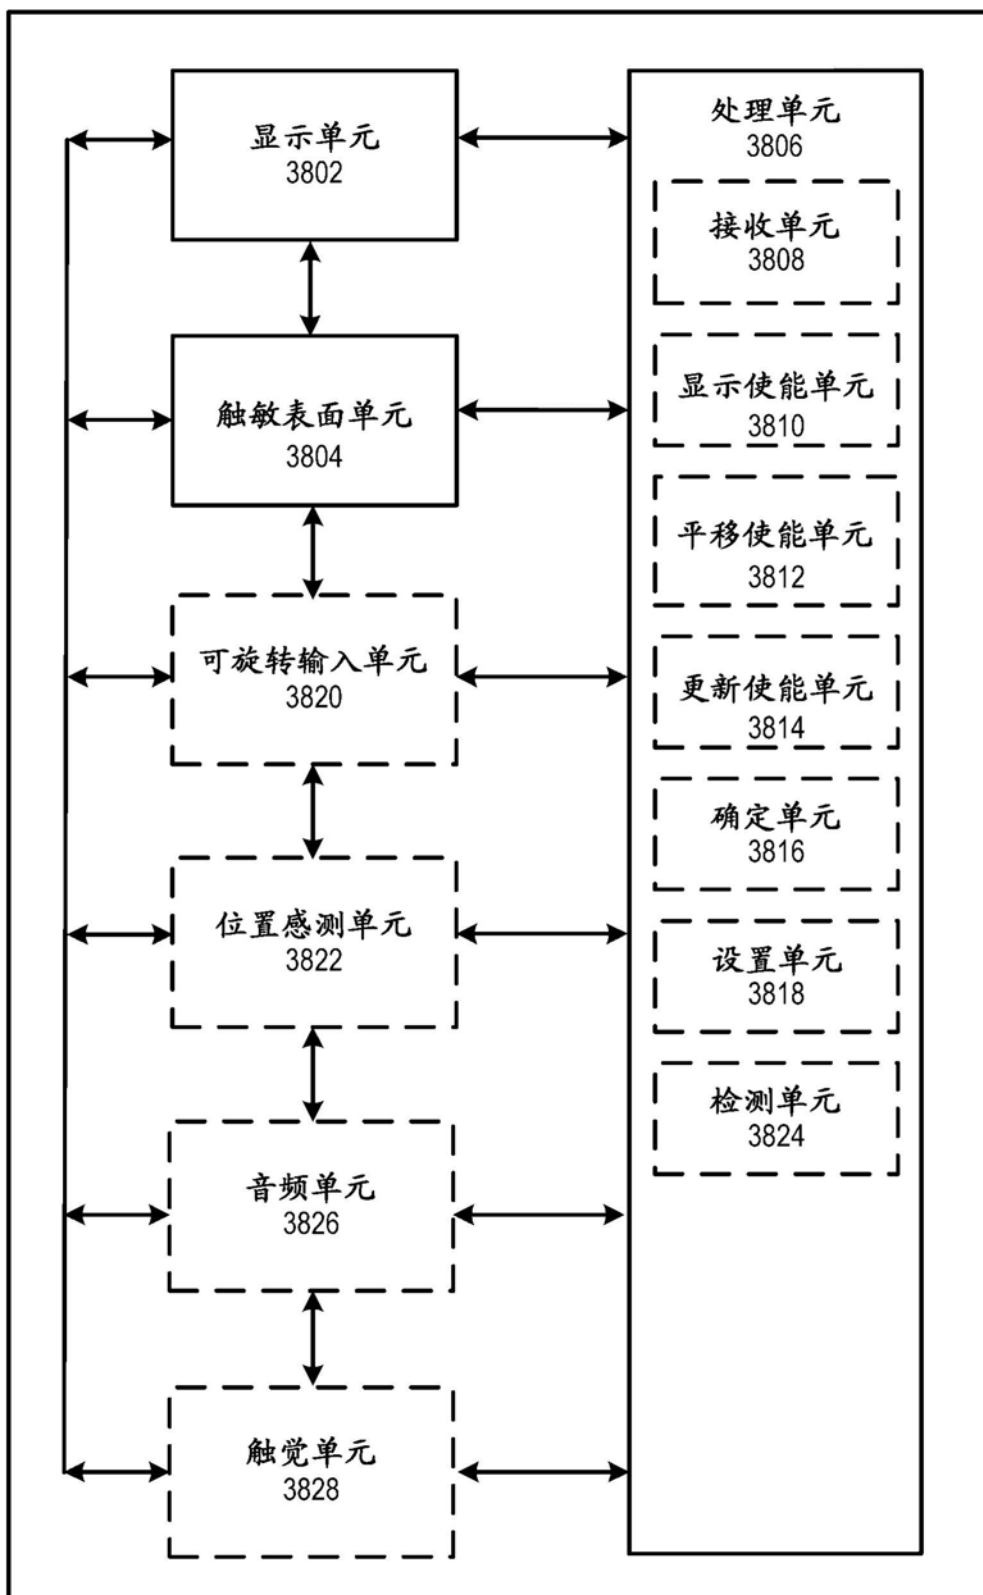 显示单元
3802
触敏表面单元
3804
可旋转输入单元
3820
位置感测单元
3822
音频单元
3826
触觉单元
3828
处理单元
3806
接收单元
3808
显示使能单元
3810
平移使能单元
3812
更新使能单元
3814
确定单元
3816
设置单元
3818
检测单元
3824